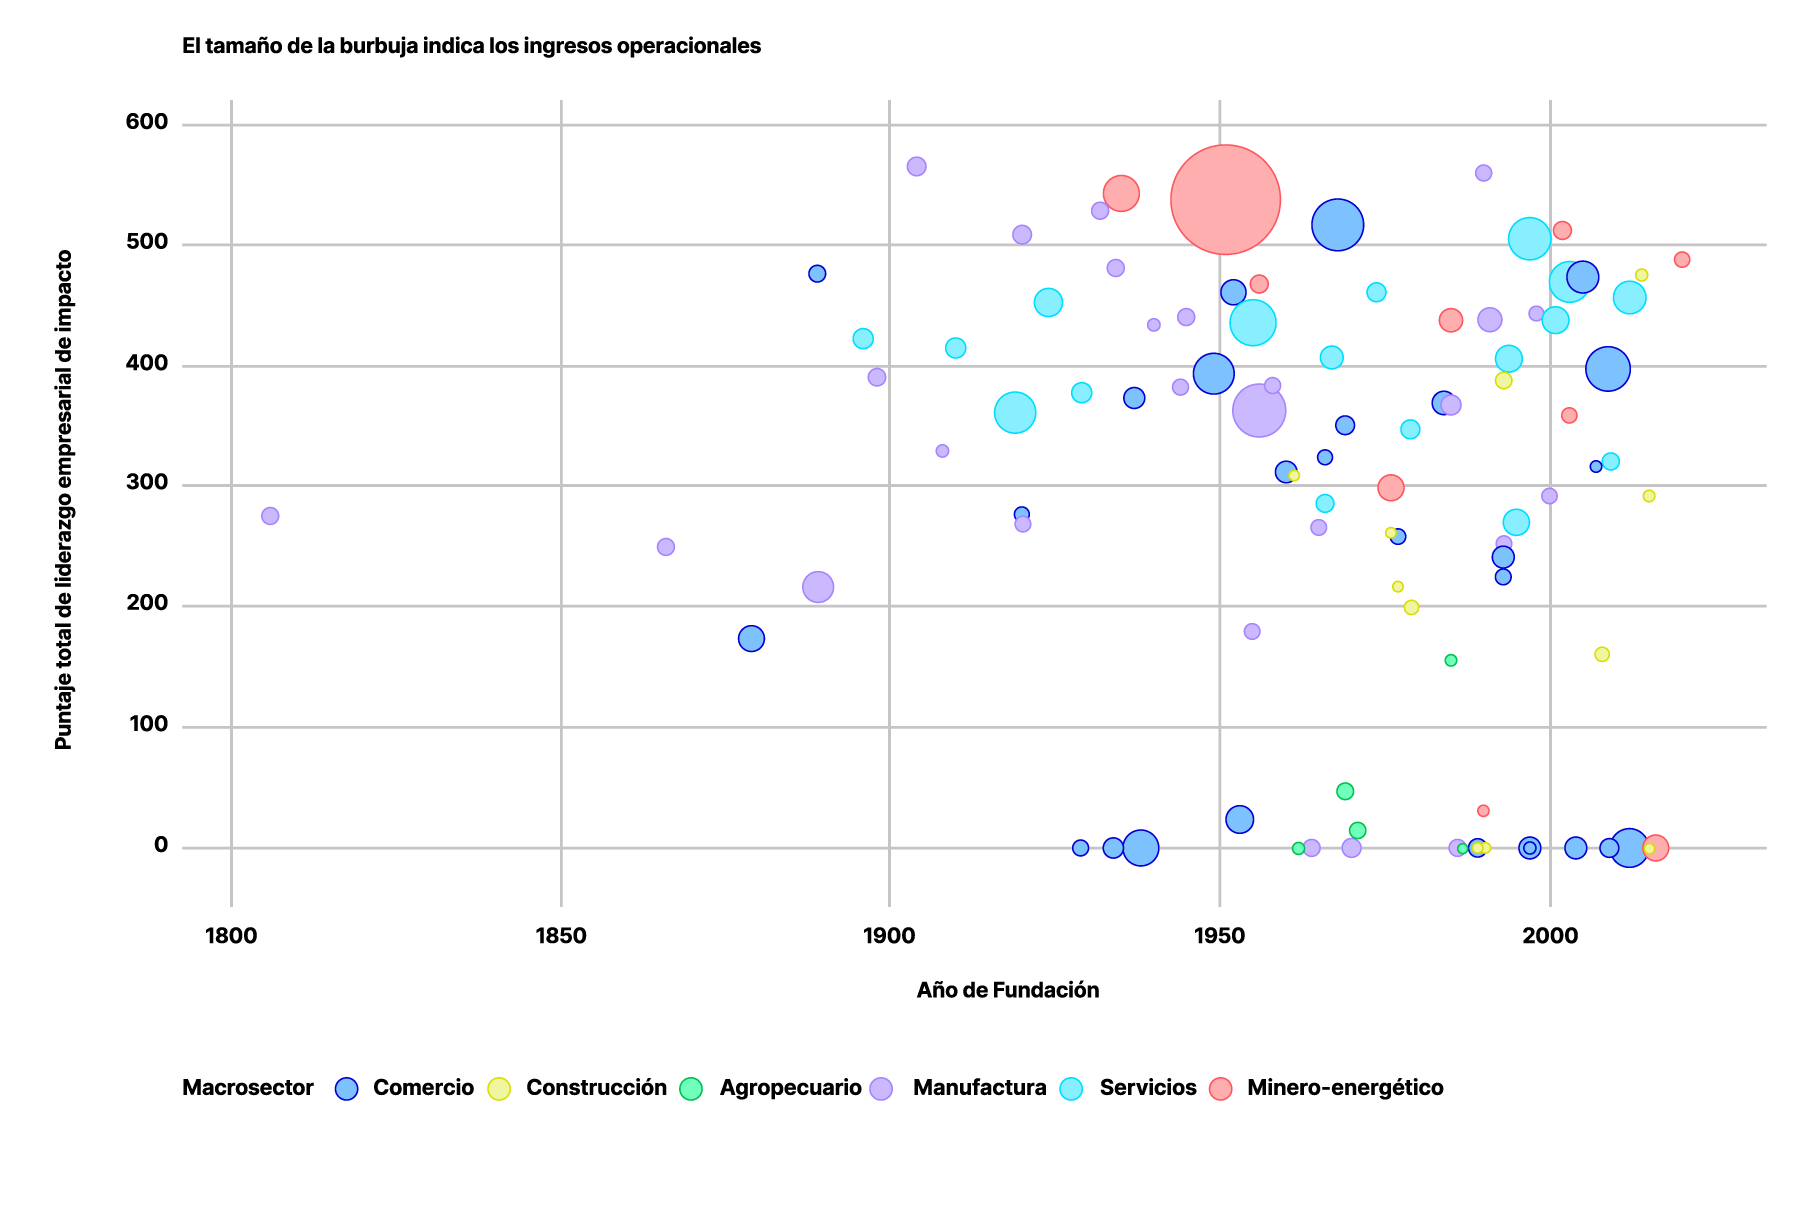 El tamaño de la burbuja indica los ingresos operacionales
Puntaje total de liderazgo empresarial de impacto
600
500
400
300
200
100
0
1800 1850 1900 1950 2000
Año de Fundación
Macrosector Comercio Construcción Agropecuario Manufactura Servicios Minero-energético